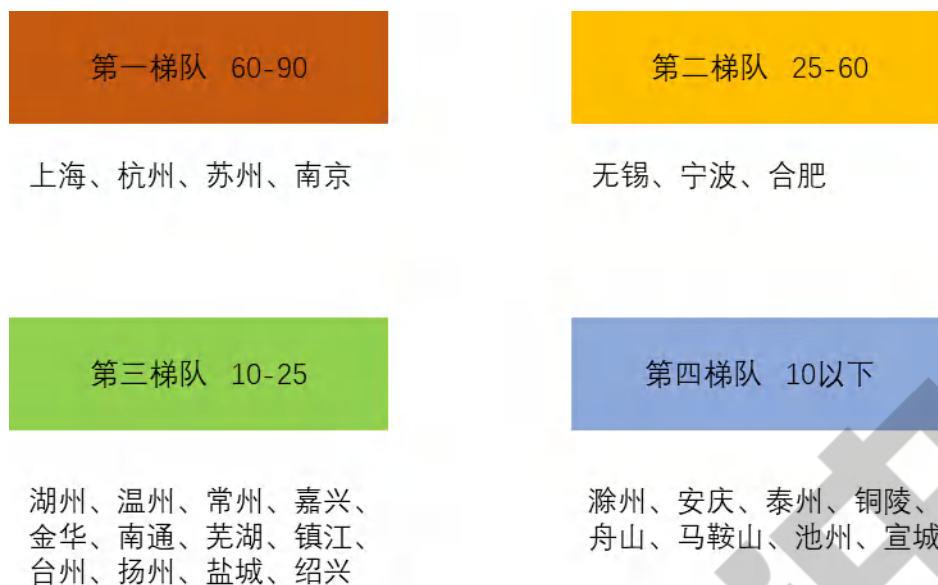 第一梯队 60-90
第二梯队 25-60
上海、杭州、苏州、南京
无锡、宁波、合肥
第三梯队 10-25
第四梯队 10以下
湖州、温州、常州、嘉兴、
金华、南通、芜湖、镇江、
台州、扬州、盐城、绍兴
滁州、安庆、泰州、铜陵、
舟山、马鞍山、池州、宣城